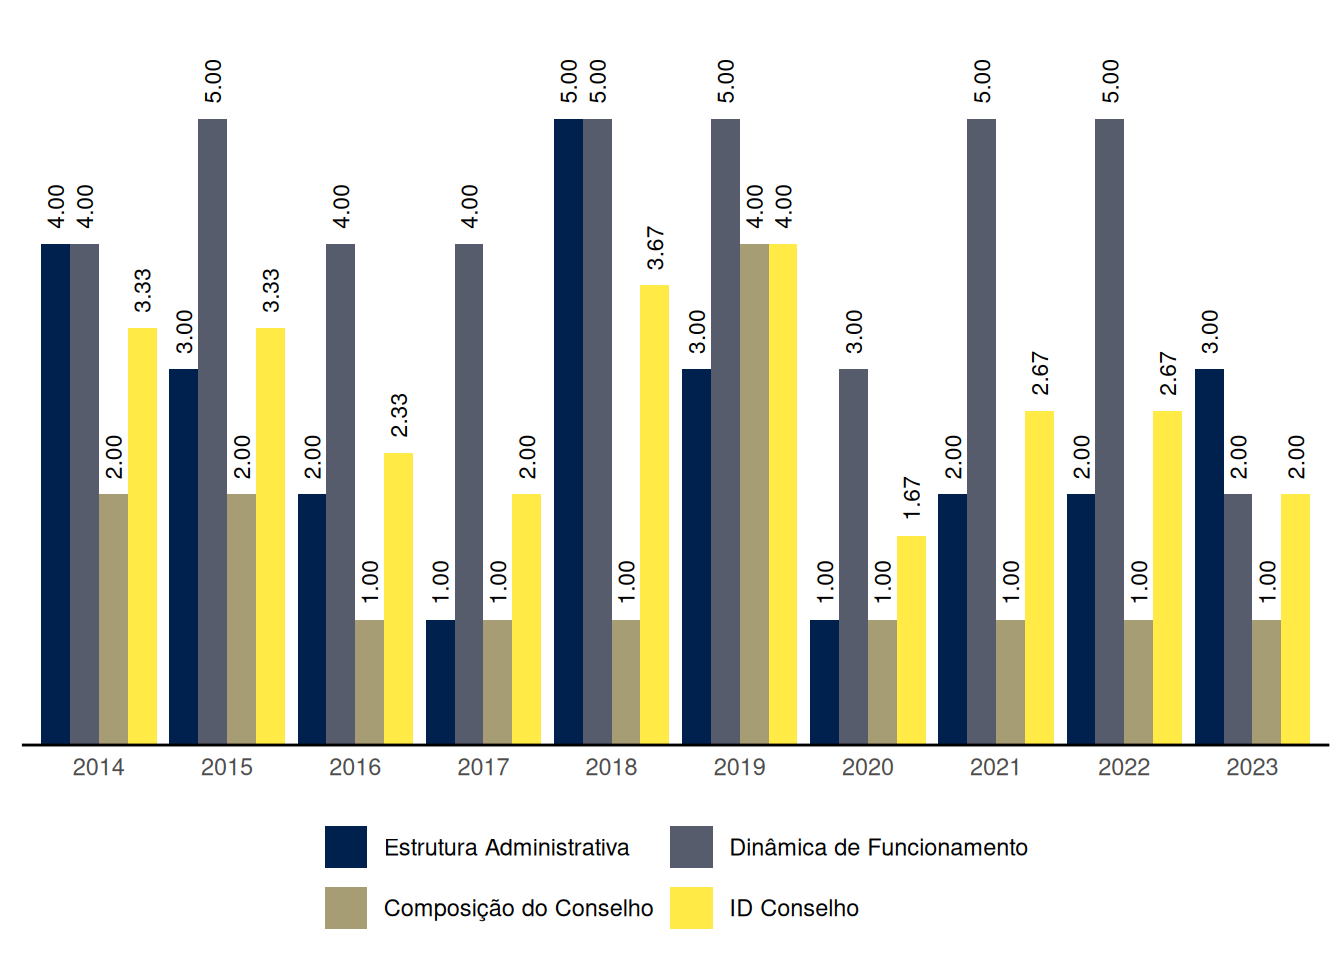 5.00 5.00 5.00 5.00 5.00 5.00
4.00 4.00 4.00 4.00 4.00 4.00
3.67
3.33 3.33
3.00 3.00 3.00 3.00
2.67 2.67
2.33
2.00 2.00 2.00 2.00 2.00 2.00 2.00 2.00
1.67
1.00 1.00 1.00 1.00 1.00 1.00 1.00 1.00 1.00
2014 2015 2016 2017 2018 2019 2020 2021 2022 2023
Estrutura Administrativa Dinâmica de Funcionamento
Composição do Conselho ID Conselho